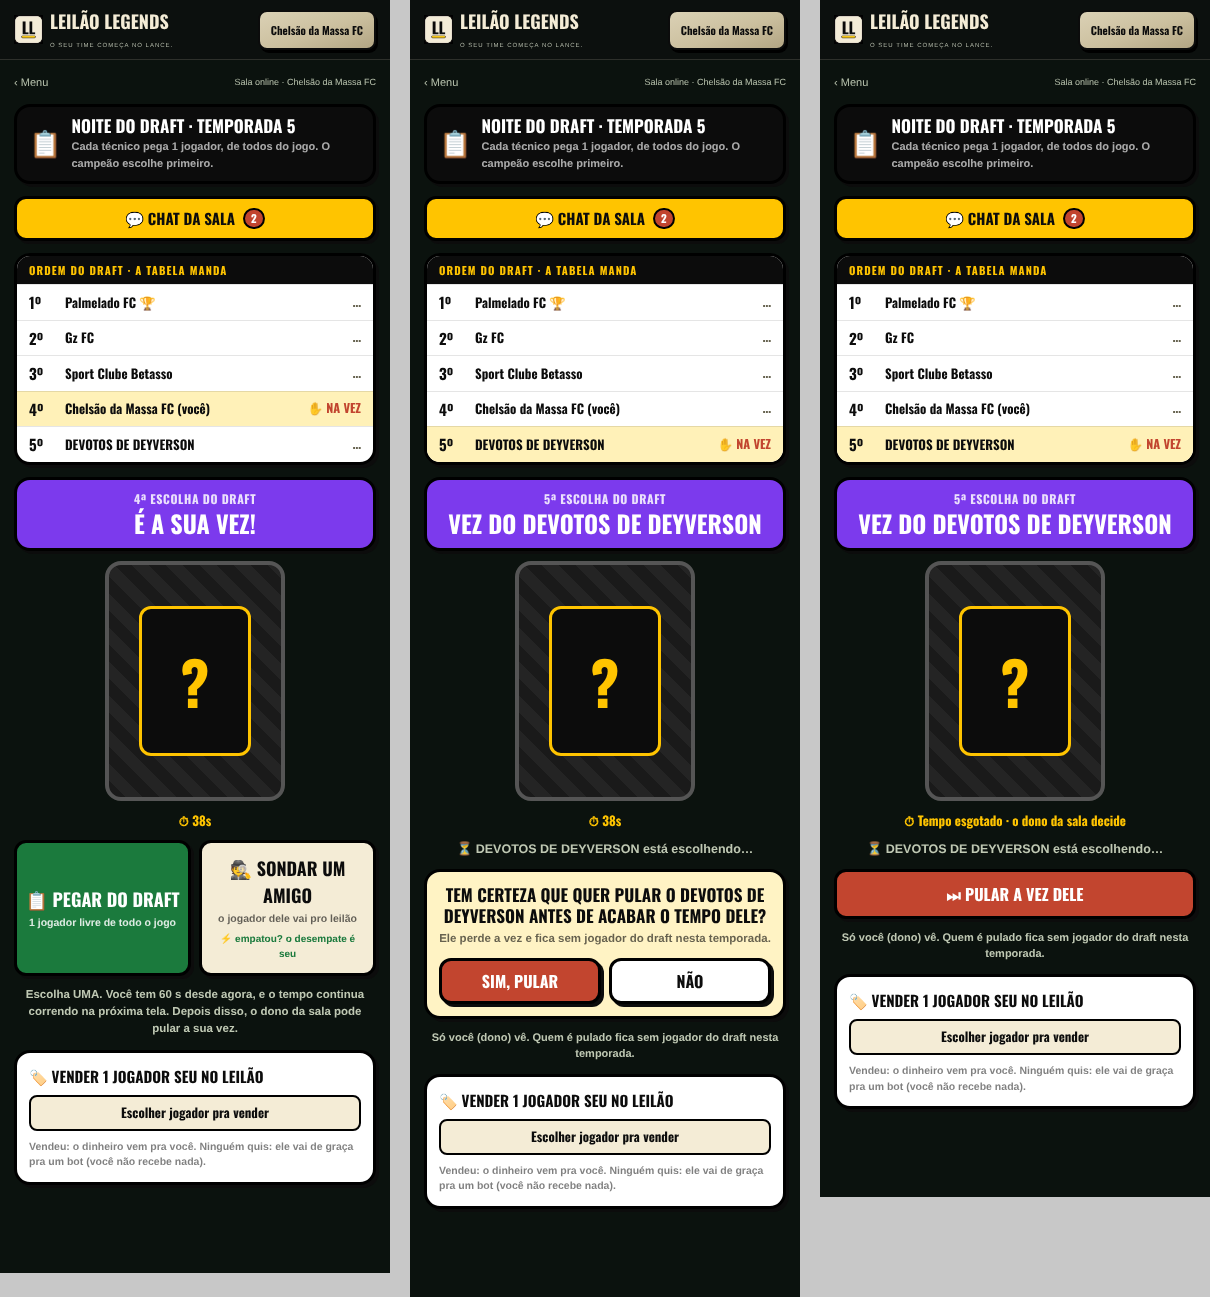 LL LEILÃO LEGENDS
O SEU TIME COMEÇA NO LANCE.
Chelsão da Massa FC
‹ Menu
Sala online · Chelsão da Massa FC
📋 NOITE DO DRAFT · TEMPORADA 5
Cada técnico pega 1 jogador, de todos do jogo. O
campeão escolhe primeiro.
💬 CHAT DA SALA 2
ORDEM DO DRAFT · A TABELA MANDA
1º Palmelado FC 🏆 ...
2º Gz FC ...
3º Sport Clube Betasso ...
4º Chelsão da Massa FC (você) ✋ NA VEZ
5º DEVOTOS DE DEYVERSON ...
4ª ESCOLHA DO DRAFT
É A SUA VEZ!
?
⏱ 38s
📋 PEGAR DO DRAFT
1 jogador livre de todo o jogo
🕵️ SONDAR UM
AMIGO
o jogador dele vai pro leilão
⚡ empatou? o desempate é
seu
Escolha UMA. Você tem 60 s desde agora, e o tempo continua
correndo na próxima tela. Depois disso, o dono da sala pode
pular a sua vez.
🏷️ VENDER 1 JOGADOR SEU NO LEILÃO
Escolher jogador pra vender
Vendeu: o dinheiro vem pra você. Ninguém quis: ele vai de graça
pra um bot (você não recebe nada).
LL LEILÃO LEGENDS
O SEU TIME COMEÇA NO LANCE.
Chelsão da Massa FC
‹ Menu
Sala online · Chelsão da Massa FC
📋 NOITE DO DRAFT · TEMPORADA 5
Cada técnico pega 1 jogador, de todos do jogo. O
campeão escolhe primeiro.
💬 CHAT DA SALA 2
ORDEM DO DRAFT · A TABELA MANDA
1º Palmelado FC 🏆 ...
2º Gz FC ...
3º Sport Clube Betasso ...
4º Chelsão da Massa FC (você) ...
5º DEVOTOS DE DEYVERSON ✋ NA VEZ
5ª ESCOLHA DO DRAFT
VEZ DO DEVOTOS DE DEYVERSON
?
⏱ 38s
⏳ DEVOTOS DE DEYVERSON está escolhendo…
TEM CERTEZA QUE QUER PULAR O DEVOTOS DE
DEYVERSON ANTES DE ACABAR O TEMPO DELE?
Ele perde a vez e fica sem jogador do draft nesta temporada.
SIM, PULAR
NÃO
Só você (dono) vê. Quem é pulado fica sem jogador do draft nesta
temporada.
🏷️ VENDER 1 JOGADOR SEU NO LEILÃO
Escolher jogador pra vender
Vendeu: o dinheiro vem pra você. Ninguém quis: ele vai de graça
pra um bot (você não recebe nada).
LL LEILÃO LEGENDS
O SEU TIME COMEÇA NO LANCE.
Chelsão da Massa FC
‹ Menu
Sala online · Chelsão da Massa FC
📋 NOITE DO DRAFT · TEMPORADA 5
Cada técnico pega 1 jogador, de todos do jogo. O
campeão escolhe primeiro.
💬 CHAT DA SALA 2
ORDEM DO DRAFT · A TABELA MANDA
1º Palmelado FC 🏆 ...
2º Gz FC ...
3º Sport Clube Betasso ...
4º Chelsão da Massa FC (você) ...
5º DEVOTOS DE DEYVERSON ✋ NA VEZ
5ª ESCOLHA DO DRAFT
VEZ DO DEVOTOS DE DEYVERSON
?
⏱ Tempo esgotado · o dono da sala decide
⏳ DEVOTOS DE DEYVERSON está escolhendo…
⏭ PULAR A VEZ DELE
Só você (dono) vê. Quem é pulado fica sem jogador do draft nesta
temporada.
🏷️ VENDER 1 JOGADOR SEU NO LEILÃO
Escolher jogador pra vender
Vendeu: o dinheiro vem pra você. Ninguém quis: ele vai de graça
pra um bot (você não recebe nada).